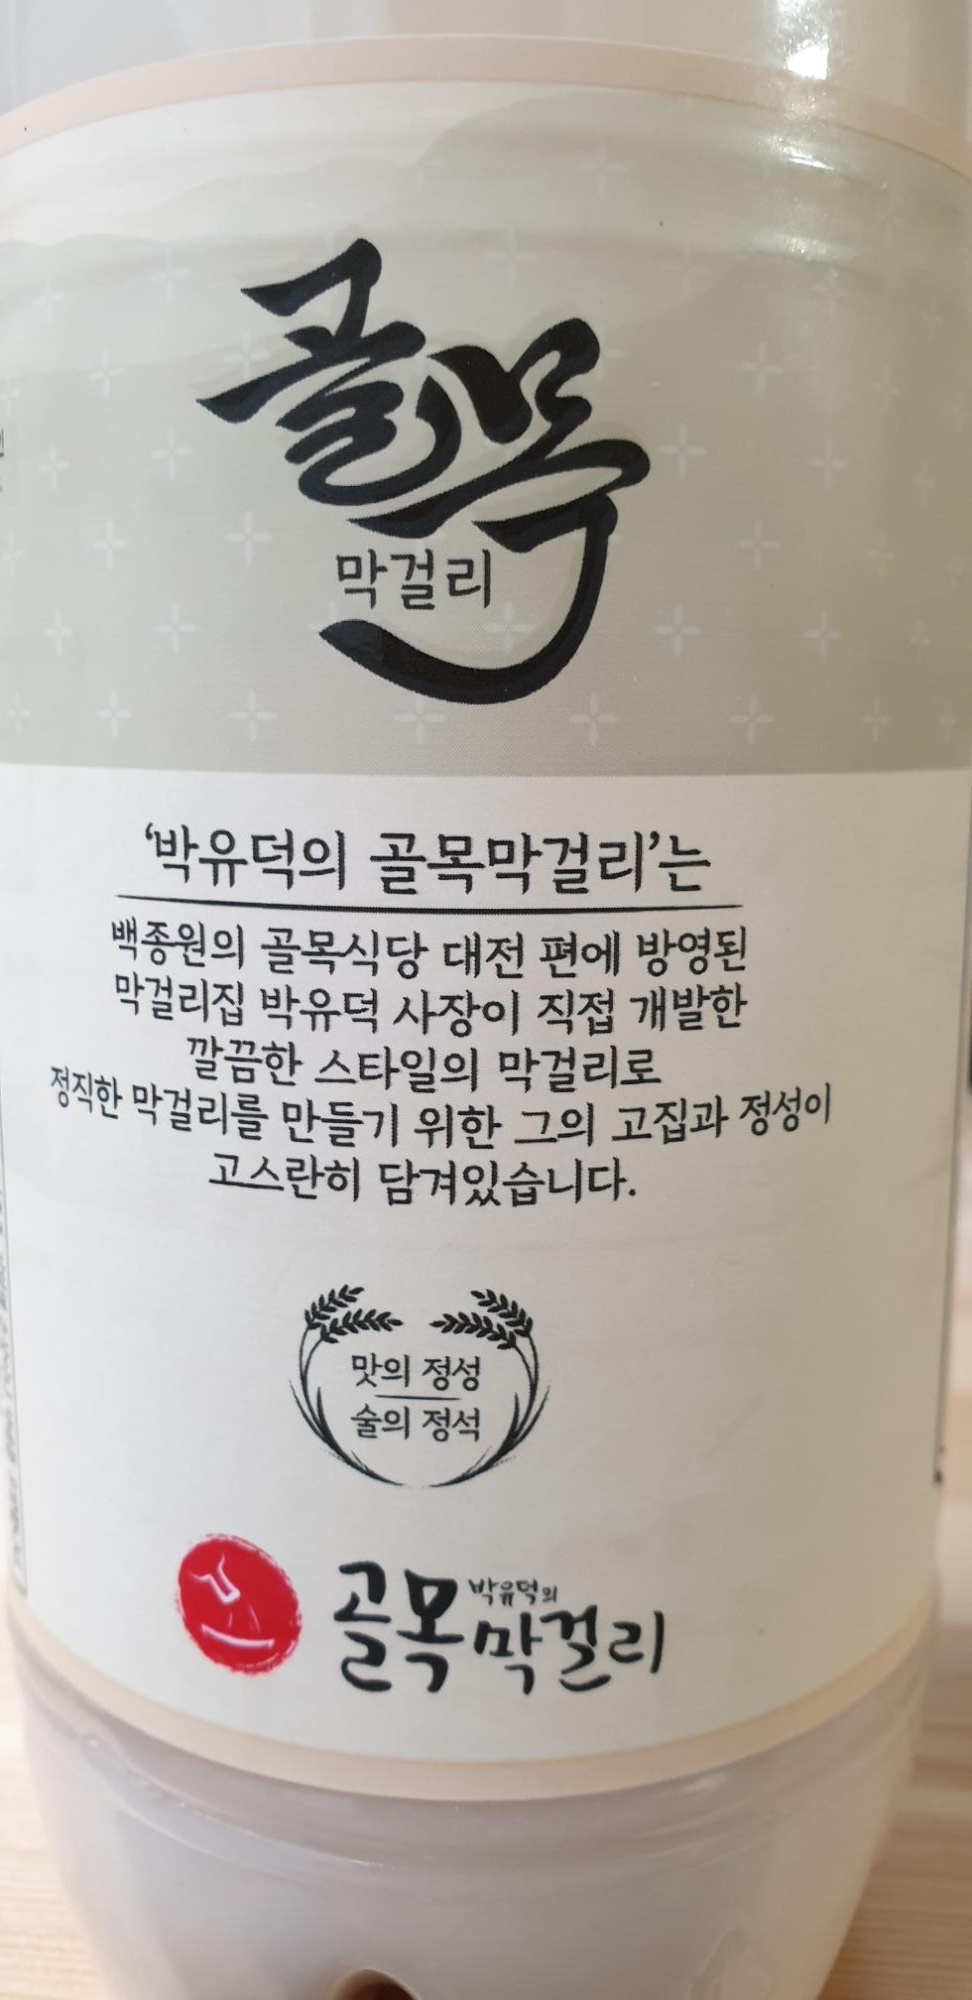 골목
막걸리
'박유덕의 골목막걸리'는
백종원의 골목식당 대전 편에 방영된
막걸리집 박유덕 사장이 직접 개발한
깔끔한 스타일의 막걸리로
정직한 막걸리를 만들기 위한 그의 고집과 정성이
고스란히 담겨있습니다.
맛의 정성
술의 정석
골목 박유덕의
막걸리